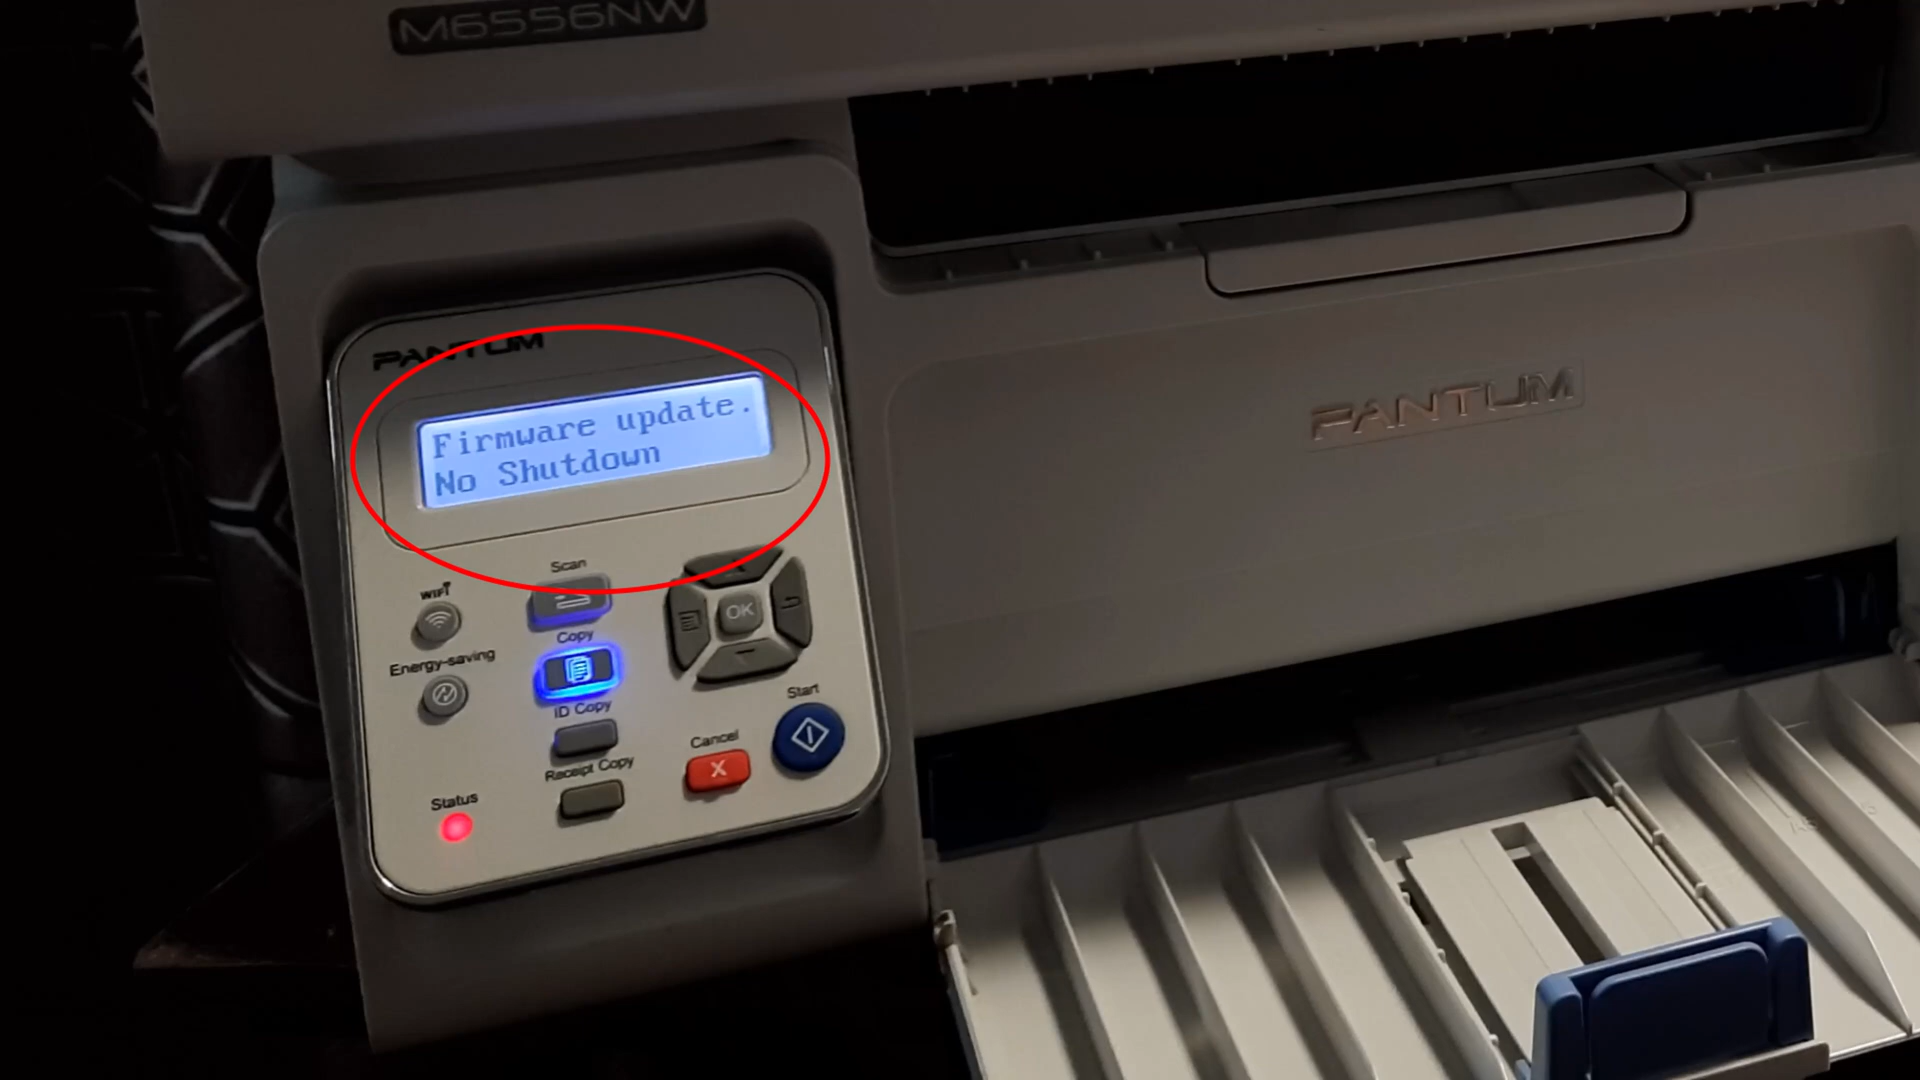 M6556NW
PANTUM
Firmware update.
No Shutdown
PANTUM
WiFi
Scan
Copy
OK
Energy-saving
ID Copy
Start
Cancel
X
Receipt Copy
Status